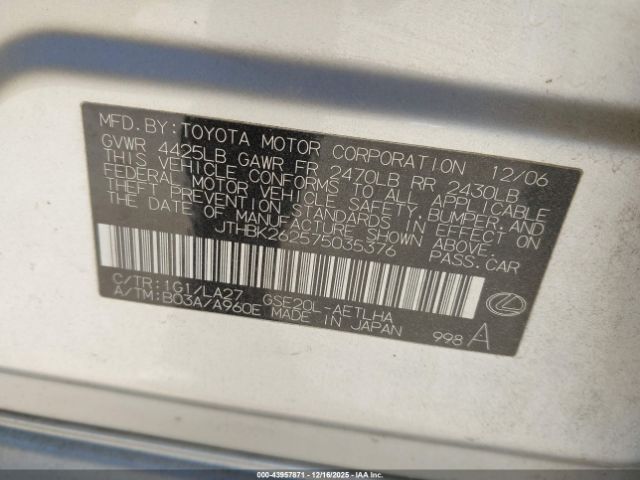 MFD.BY:TOYOTA MOTOR CORPORATION 12/06
GVWR 4425LB GAWR FR 2470LB RR 2430LB
THIS VEHICLE CONFORMS TO ALL APPLICABLE
FEDERAL MOTOR VEHICLE SAFETY, BUMPER, AND
THEFT PREVENTION STANDARDS IN EFFECT ON
THE DATE OF MANUFACTURE SHOWN ABOVE.
JTHBK262575035376 PASS.CAR
C/TR:1G1/LA27 GSE20L-AETLHA
A/TM:B03A/A960E MADE IN JAPAN 998 A
000-43957871 - 12/16/2025 - IAA Inc.